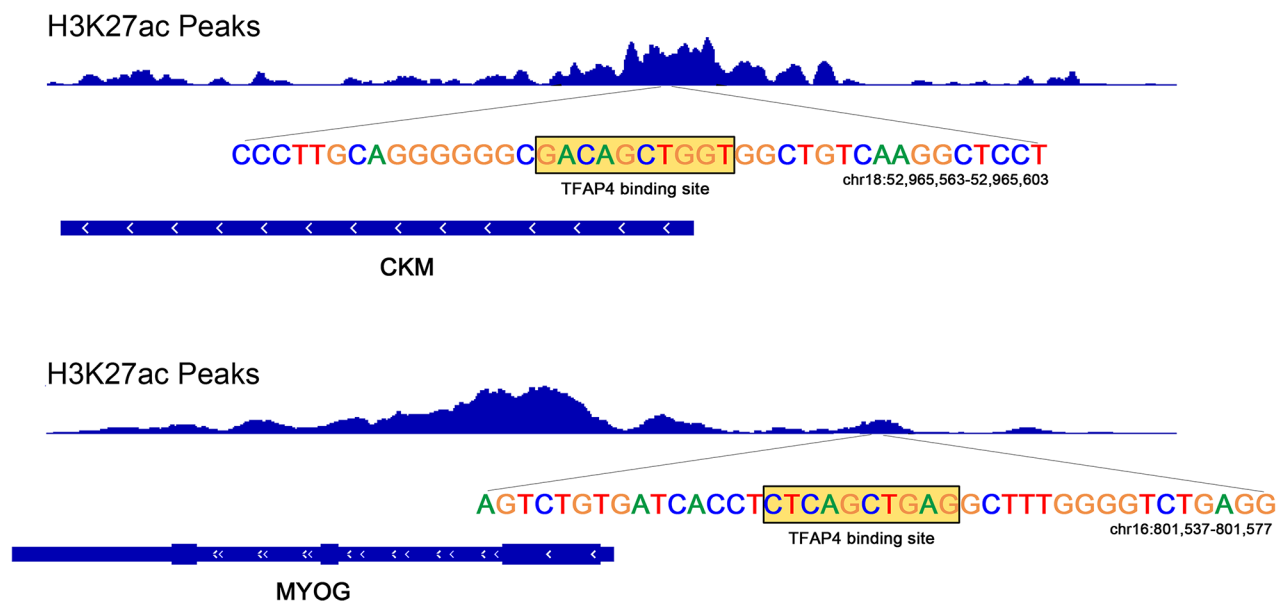 H3K27ac Peaks
CCCTTGCAGGGGGGCGACAGCTGGTGGCTGTCAAGGCTCCT
TFAP4 binding site
chr18:52,965,563-52,965,603
CKM
H3K27ac Peaks
AGTCTGTGATCACCTCTCAGCTGAGGCTTTGGGGTCTGAGG
TFAP4 binding site
chr16:801,537-801,577
MYOG